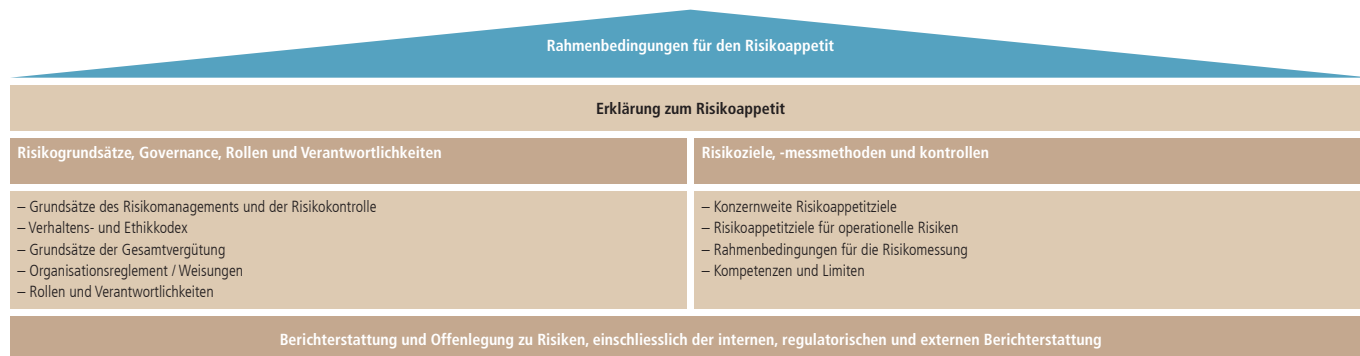 Rahmenbedingungen für den Risikoappetit
Erklärung zum Risikoappetit
Risikogrundsätze, Governance, Rollen und Verantwortlichkeiten
– Grundsätze des Risikomanagements und der Risikokontrolle
– Verhaltens- und Ethikkodex
– Grundsätze der Gesamtvergütung
– Organisationsreglement / Weisungen
– Rollen und Verantwortlichkeiten
Risikoziele, -messmethoden und kontrollen
– Konzernweite Risikoappetitziele
– Risikoappetitziele für operationelle Risiken
– Rahmenbedingungen für die Risikomessung
– Kompetenzen und Limiten
Berichterstattung und Offenlegung zu Risiken, einschliesslich der internen, regulatorischen und externen Berichterstattung